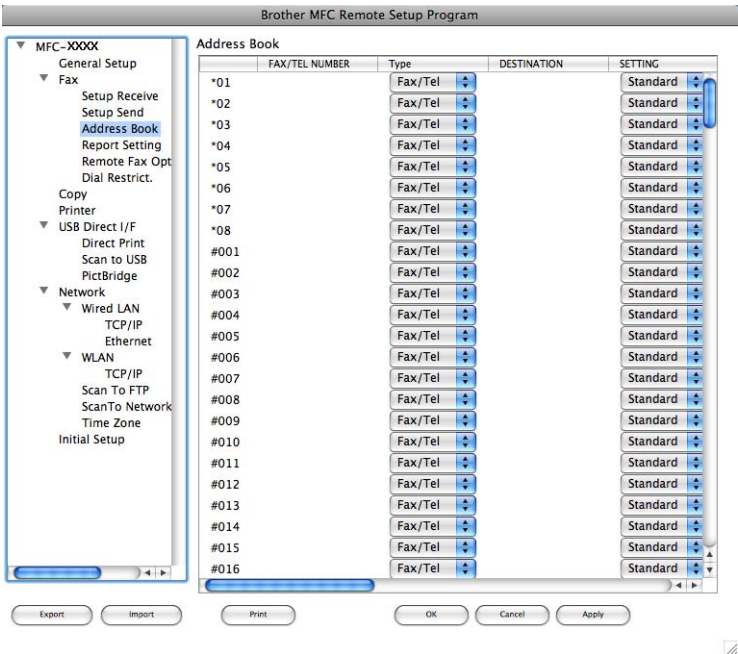 Brother MFC Remote Setup Program
MFC-XXXX
General Setup
Fax
Setup Receive
Setup Send
Address Book
Report Setting
Remote Fax Opt
Dial Restrict.
Copy
Printer
USB Direct I/F
Direct Print
Scan to USB
PictBridge
Network
Wired LAN
TCP/IP
Ethernet
WLAN
TCP/IP
Scan To FTP
ScanTo Network
Time Zone
Initial Setup
Address Book
FAX/TEL NUMBER Type DESTINATION SETTING
*01 Fax/Tel Standard
*02 Fax/Tel Standard
*03 Fax/Tel Standard
*04 Fax/Tel Standard
*05 Fax/Tel Standard
*06 Fax/Tel Standard
*07 Fax/Tel Standard
*08 Fax/Tel Standard
#001 Fax/Tel Standard
#002 Fax/Tel Standard
#003 Fax/Tel Standard
#004 Fax/Tel Standard
#005 Fax/Tel Standard
#006 Fax/Tel Standard
#007 Fax/Tel Standard
#008 Fax/Tel Standard
#009 Fax/Tel Standard
#010 Fax/Tel Standard
#011 Fax/Tel Standard
#012 Fax/Tel Standard
#013 Fax/Tel Standard
#014 Fax/Tel Standard
#015 Fax/Tel Standard
#016 Fax/Tel Standard
Export Import Print OK Cancel Apply